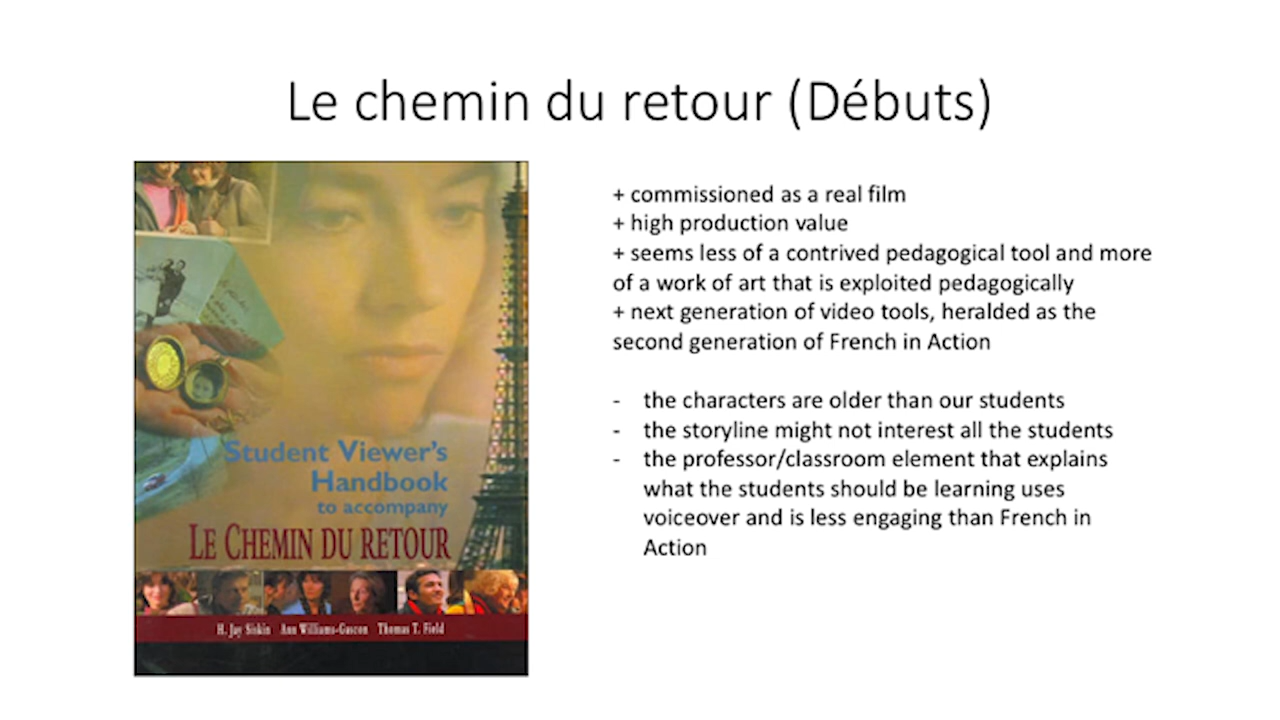 Le chemin du retour (Débuts)
Student Viewer's
Handbook
to accompany
LE CHEMIN DU RETOUR
H. Jay Siskin Ann Williams-Gascon Thomas T. Field
+ commissioned as a real film
+ high production value
+ seems less of a contrived pedagogical tool and more
of a work of art that is exploited pedagogically
+ next generation of video tools, heralded as the
second generation of French in Action
- the characters are older than our students
- the storyline might not interest all the students
- the professor/classroom element that explains
what the students should be learning uses
voiceover and is less engaging than French in
Action